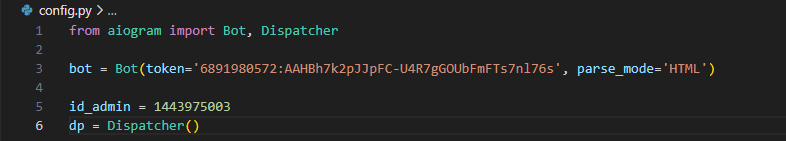 config.py > ...
1 from aiogram import Bot, Dispatcher
2
3 bot = Bot(token='6891980572:AAHBh7k2pJJpFC-U4R7gGOUbFmFTs7nl76s', parse_mode='HTML')
4
5 id_admin = 1443975003
6 dp = Dispatcher()